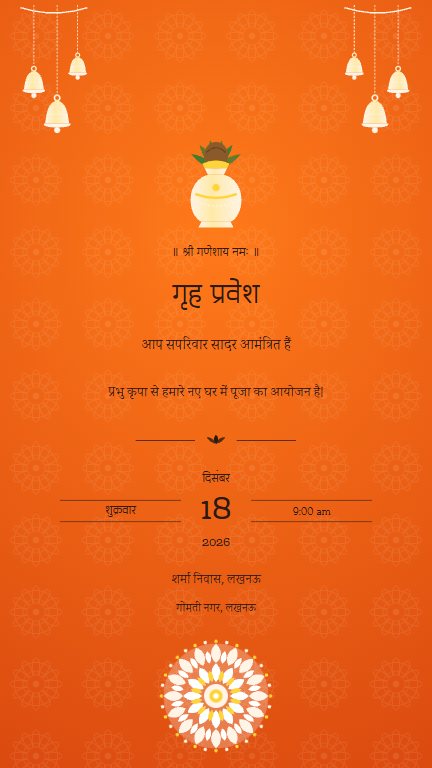 ॥ श्री गणेशाय नमः ॥
गृह प्रवेश
आप सपरिवार सादर आमंत्रित हैं
प्रभु कृपा से हमारे नए घर में पूजा का आयोजन है|
दिसंबर
शुक्रवार 18 9:00 am
2026
शर्मा निवास, लखनऊ
गोमती नगर, लखनऊ